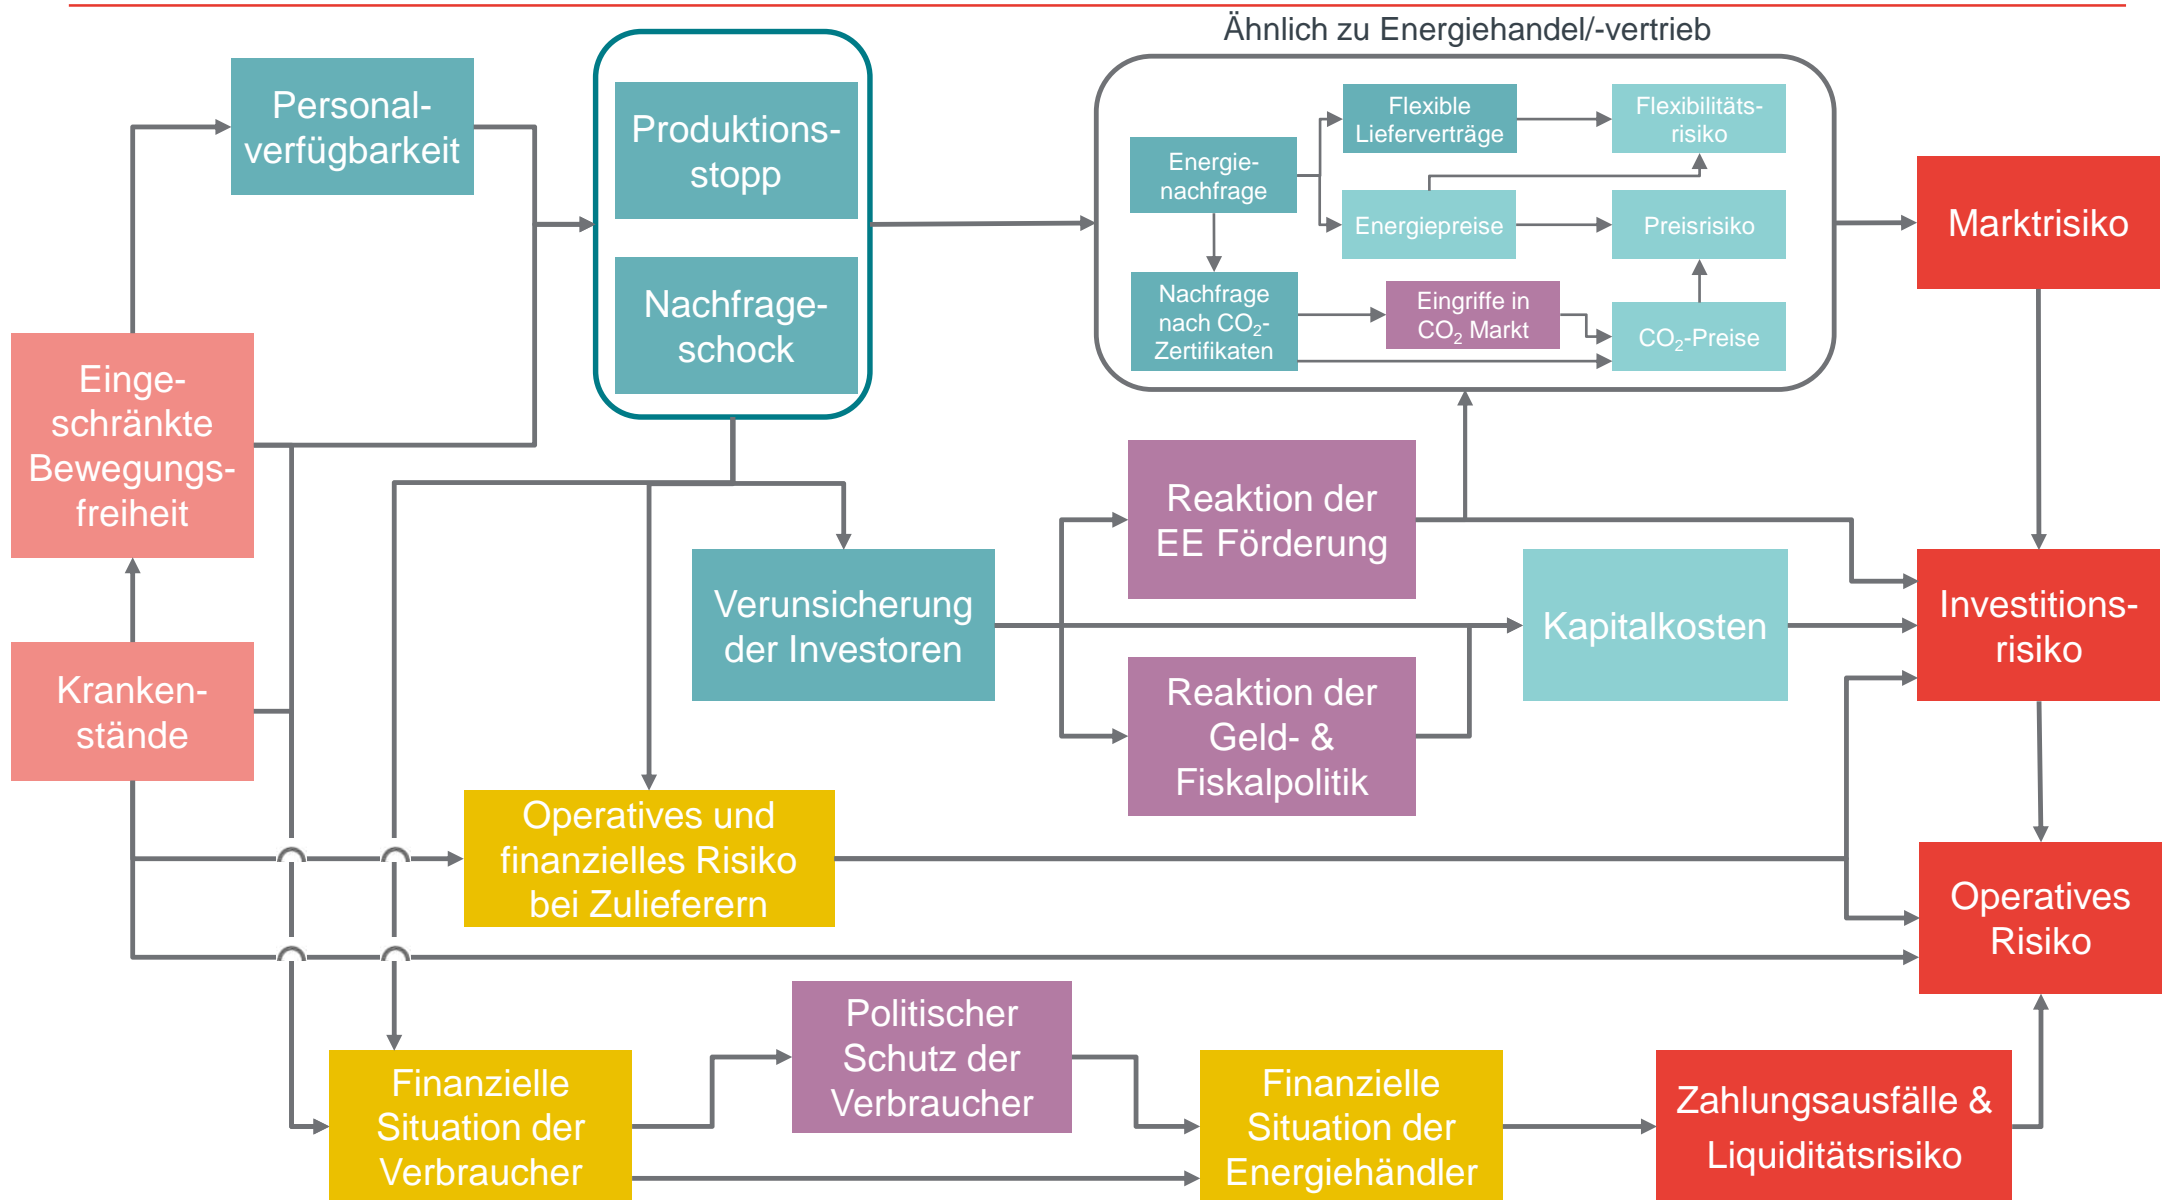 Ähnlich zu Energiehandel/-vertrieb
Personal-
verfügbarkeit
Produktions-
stopp
Nachfrage-
schock
Energie-
nachfrage
Flexible
Lieferverträge
Flexibilitäts-
risiko
Energiepreise
Preisrisiko
Nachfrage
nach CO₂-
Zertifikaten
Eingriffe in
CO₂ Markt
CO₂-Preise
Marktrisiko
Einge-
schränkte
Bewegungs-
freiheit
Kranken-
stände
Verunsicherung
der Investoren
Reaktion der
EE Förderung
Reaktion der
Geld- &
Fiskalpolitik
Kapitalkosten
Investitions-
risiko
Operatives und
finanzielles Risiko
bei Zulieferern
Operatives
Risiko
Finanzielle
Situation der
Verbraucher
Politischer
Schutz der
Verbraucher
Finanzielle
Situation der
Energiehändler
Zahlungsausfälle &
Liquiditätsrisiko